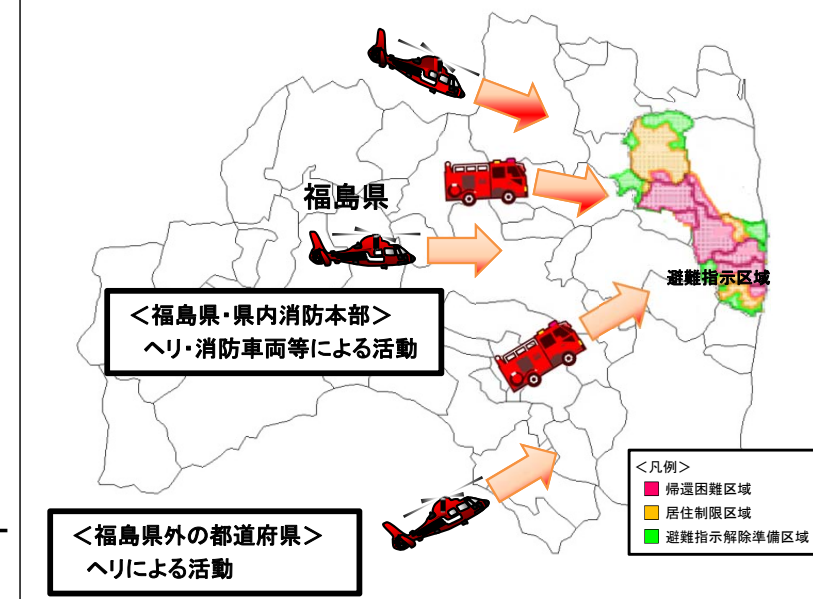 福島県
避難指示区域
＜福島県・県内消防本部＞
ヘリ・消防車両等による活動
＜凡例＞
帰還困難区域
居住制限区域
避難指示解除準備区域
＜福島県外の都道府県＞
ヘリによる活動